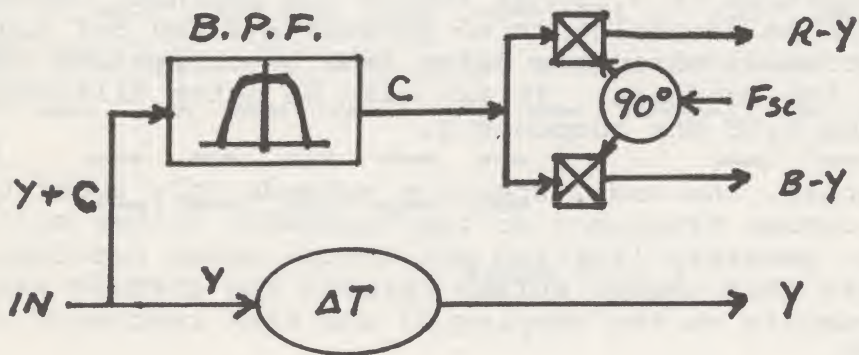 B. P. F.
R-Y
C
90°
Fsc
Y+C
B-Y
Y
IN
ΔT
Y